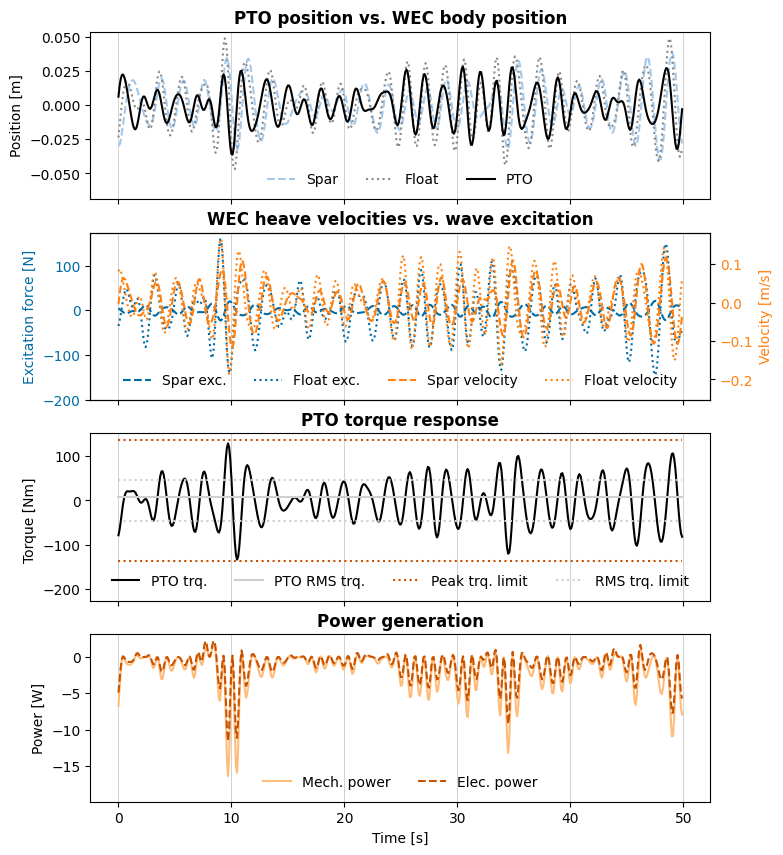 PTO position vs. WEC body position
Position [m]
0.050
0.025
0.000
−0.025
−0.050
Spar Float PTO
WEC heave velocities vs. wave excitation
Excitation force [N]
100
0
−100
−200
Velocity [m/s]
0.1
0.0
−0.1
−0.2
Spar exc. Float exc. Spar velocity Float velocity
PTO torque response
Torque [Nm]
100
0
−100
−200
PTO trq. PTO RMS trq. Peak trq. limit RMS trq. limit
Power generation
Power [W]
0
−5
−10
−15
Mech. power Elec. power
0 10 20 30 40 50
Time [s]